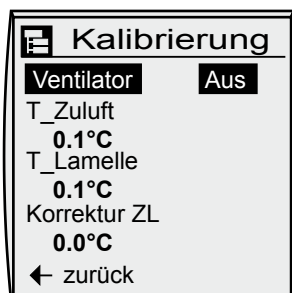 Kalibrierung
Ventilator Aus
T_Zuluft
0.1°C
T_Lamelle
0.1°C
Korrektur ZL
0.0°C
← zurück